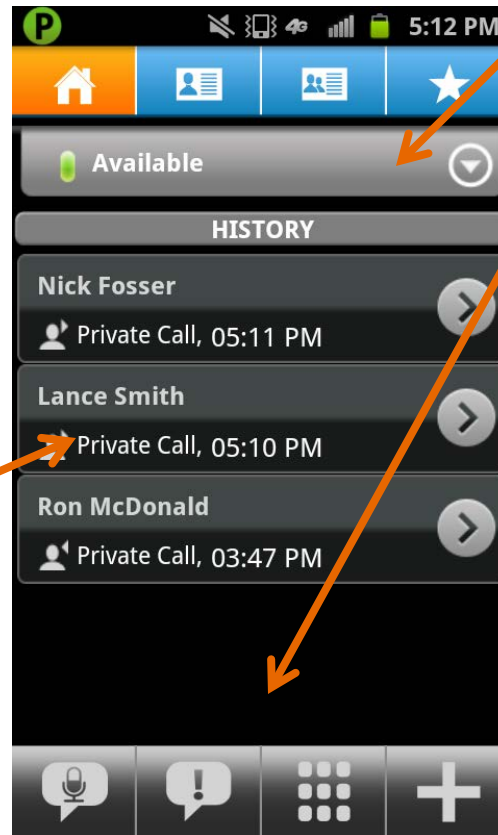 P 4G 5:12 PM
Available
HISTORY
Nick Fosser
Private Call, 05:11 PM
Lance Smith
Private Call, 05:10 PM
Ron McDonald
Private Call, 03:47 PM